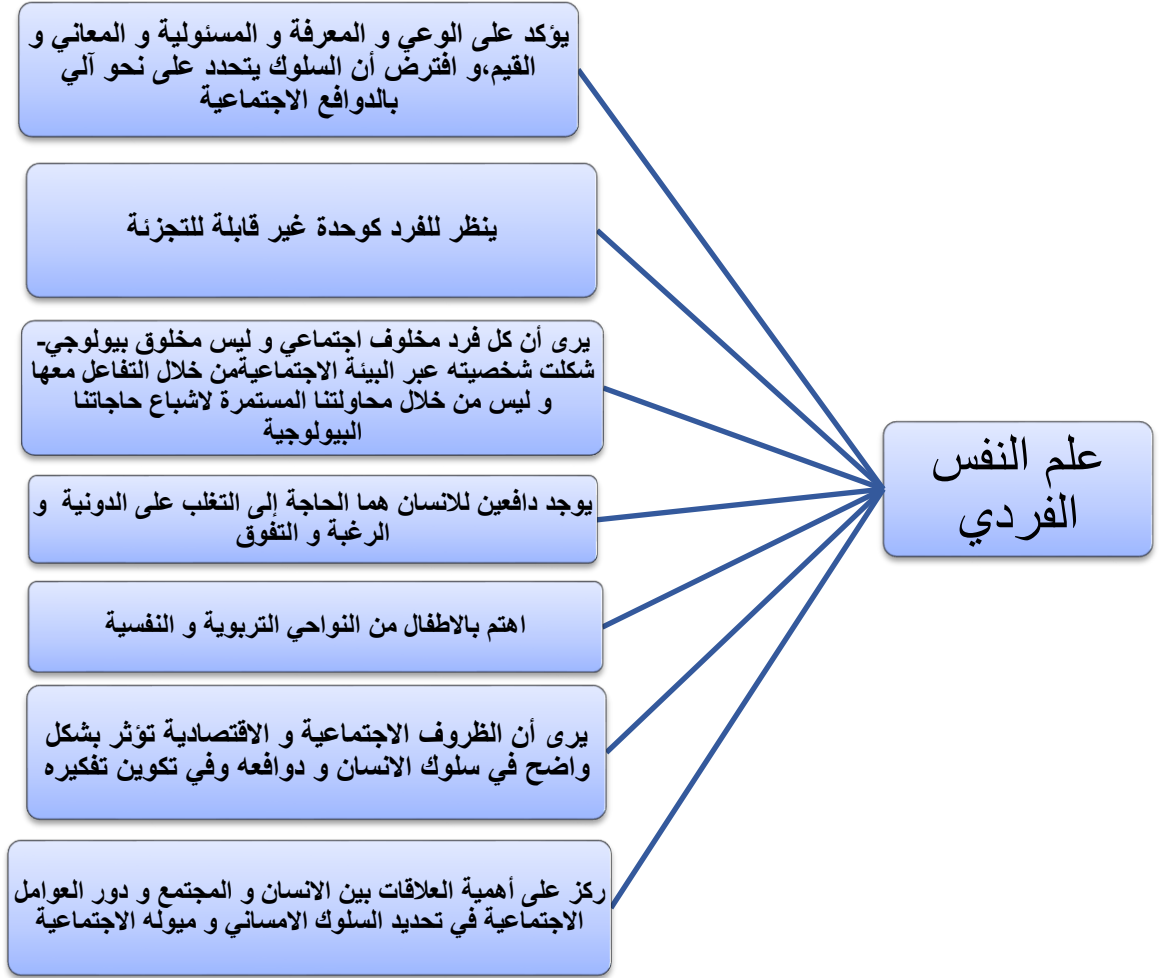 يؤكد على الوعي و المعرفة و المسئولية و المعاني و
القيم،و افترض أن السلوك يتحدد على نحو آلي
بالدوافع الاجتماعية
ينظر للفرد كوحدة غير قابلة للتجزئة
يرى أن كل فرد مخلوف اجتماعي و ليس مخلوق بيولوجي-
شكلت شخصيته عبر البيئة الاجتماعيةمن خلال التفاعل معها
و ليس من خلال محاولتنا المستمرة لاشباع حاجاتنا
البيولوجية
علم النفس
الفردي
يوجد دافعين للانسان هما الحاجة إلى التغلب على الدونية و
الرغبة و التفوق
اهتم بالاطفال من النواحي التربوية و النفسية
يرى أن الظروف الاجتماعية و الاقتصادية تؤثر بشكل
واضح في سلوك الانسان و دوافعه وفي تكوين تفكيره
ركز على أهمية العلاقات بين الانسان و المجتمع و دور العوامل
الاجتماعية في تحديد السلوك الامساني و ميوله الاجتماعية